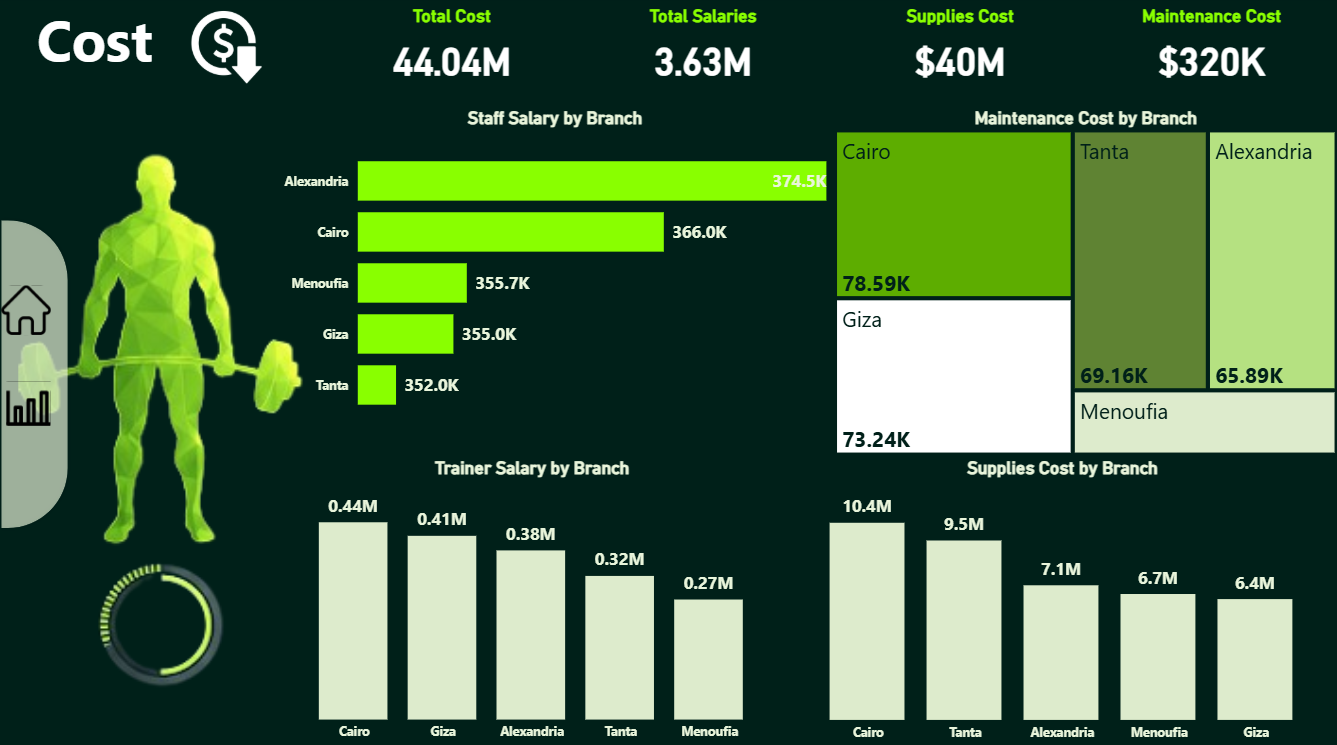 Cost
$
Total Cost
44.04M
Total Salaries
3.63M
Supplies Cost
$40M
Maintenance Cost
$320K
Staff Salary by Branch
Alexandria
374.5K
Cairo
366.0K
Menoufia
355.7K
Giza
355.0K
Tanta
352.0K
Maintenance Cost by Branch
Cairo
78.59K
Giza
73.24K
Tanta
69.16K
Alexandria
65.89K
Menoufia
Trainer Salary by Branch
0.44M
0.41M
0.38M
0.32M
0.27M
Cairo
Giza
Alexandria
Tanta
Menoufia
Supplies Cost by Branch
10.4M
9.5M
7.1M
6.7M
6.4M
Cairo
Tanta
Alexandria
Menoufia
Giza